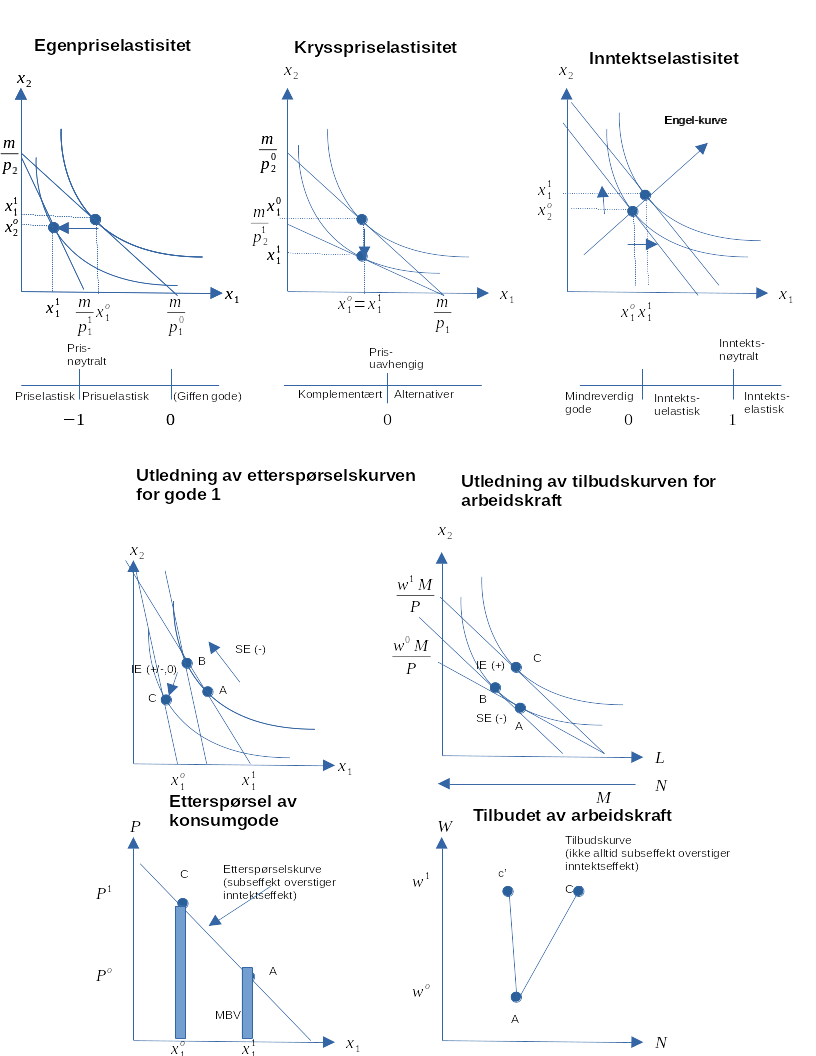 Egenpriselastisitet
x₂
m
p₂
x₁¹
x₂⁰
x₁¹
m
p₁¹
x₁⁰
m
p₁⁰
x₁
Pris-
nøytralt
Priselastisk
Prisuelastisk
(Giffen gode)
−1
0
Krysspriselastisitet
x₂
m
p₂⁰
x₁⁰
m
p₂¹
x₁¹
x₁⁰=x₁¹
m
p₁
x₁
Pris-
uavhengig
Komplementært
Alternativer
0
Inntektselastisitet
x₂
Engel-kurve
x₁¹
x₂⁰
x₁⁰ x₁¹
x₁
Inntekts-
nøytralt
Mindreverdig
gode
Inntekts-
uelastisk
Inntekts-
elastisk
0
1
Utledning av etterspørselskurven
for gode 1
x₂
SE (-)
IE (+/-,0)
B
A
C
x₁⁰
x₁¹
x₁
Utledning av tilbudskurven for
arbeidskraft
x₂
w¹ M
P
w⁰ M
P
IE (+)
C
B
SE (-)
A
L
N
M
Etterspørsel av
konsumgode
P
C
Etterspørselskurve
(subseffekt overstiger
inntektseffekt)
P¹
P⁰
A
MBV
x₁⁰
x₁¹
x₁
Tilbudet av arbeidskraft
W
Tilbudskurve
(ikke alltid subseffekt overstiger
inntektseffekt)
c'
C
w¹
w⁰
A
N